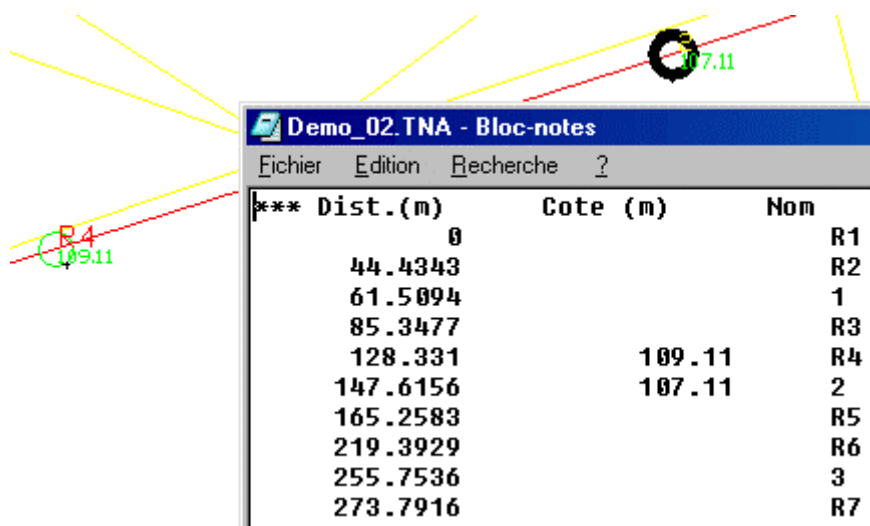 107.11
Demo_02.TNA - Bloc-notes
Fichier Edition Recherche ?
*** Dist.(m) Cote (m) Nom
R4
109.11
0 R1
44.4343 R2
61.5094 1
85.3477 R3
128.331 109.11 R4
147.6156 107.11 2
165.2583 R5
219.3929 R6
255.7536 3
273.7916 R7